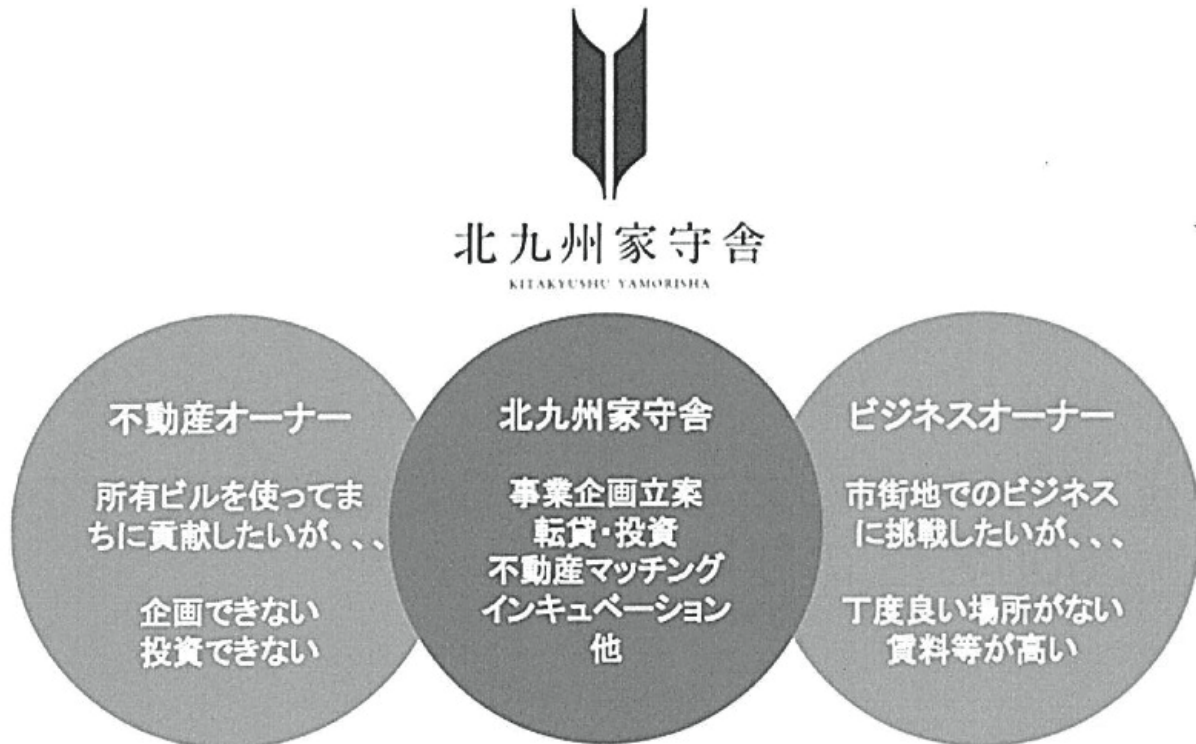 北九州家守舎
KITAKYUSHU YAMORISHA
不動産オーナー
所有ビルを使ってま
ちに貢献したいが、、、
企画できない
投資できない
北九州家守舎
事業企画立案
転貸・投資
不動産マッチング
インキュベーション
他
ビジネスオーナー
市街地でのビジネス
に挑戦したいが、、、
丁度良い場所がない
賃料等が高い